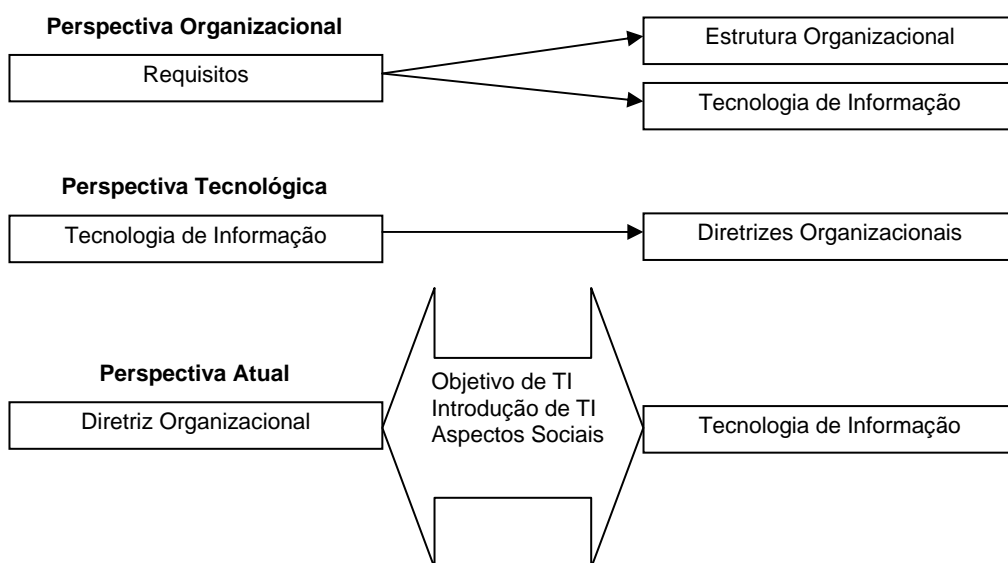 Perspectiva Organizacional
Requisitos
Estrutura Organizacional
Tecnologia de Informação
Perspectiva Tecnológica
Tecnologia de Informação
Diretrizes Organizacionais
Perspectiva Atual
Diretriz Organizacional
Objetivo de TI
Introdução de TI
Aspectos Sociais
Tecnologia de Informação